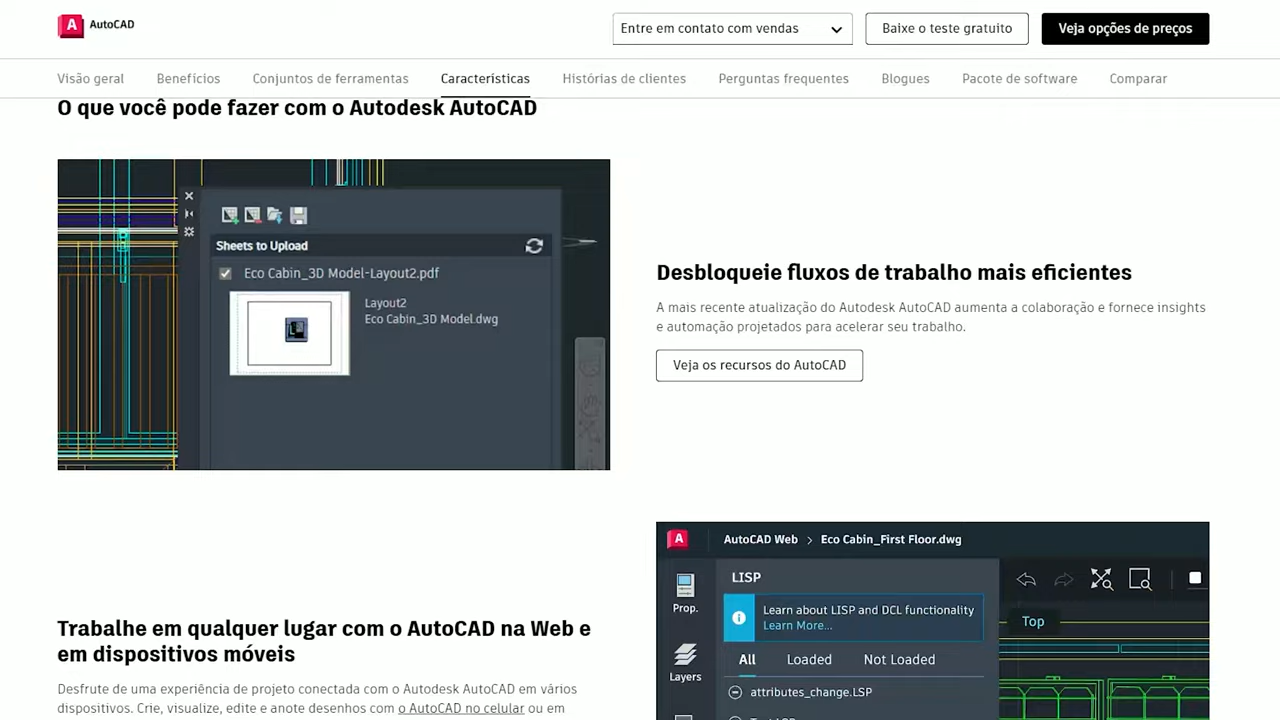 AutoCAD
Entre em contato com vendas
Baixe o teste gratuito
Veja opções de preços
Visão geral
Benefícios
Conjuntos de ferramentas
Características
Histórias de clientes
Perguntas frequentes
Blogues
Pacote de software
Comparar
O que você pode fazer com o Autodesk AutoCAD
Sheets to Upload
Eco Cabin_3D Model-Layout2.pdf
Layout2
Eco Cabin_3D Model.dwg
Desbloqueie fluxos de trabalho mais eficientes
A mais recente atualização do Autodesk AutoCAD aumenta a colaboração e fornece insights
e automação projetados para acelerar seu trabalho.
Veja os recursos do AutoCAD
Trabalhe em qualquer lugar com o AutoCAD na Web e
em dispositivos móveis
Desfrute de uma experiência de projeto conectada com o Autodesk AutoCAD em vários
dispositivos. Crie, visualize, edite e anote desenhos com o AutoCAD no celular ou em
A
AutoCAD Web > Eco Cabin_First Floor.dwg
Prop.
Layers
LISP
Learn about LISP and DCL functionality
Learn More...
All
Loaded
Not Loaded
attributes_change.LSP
Top